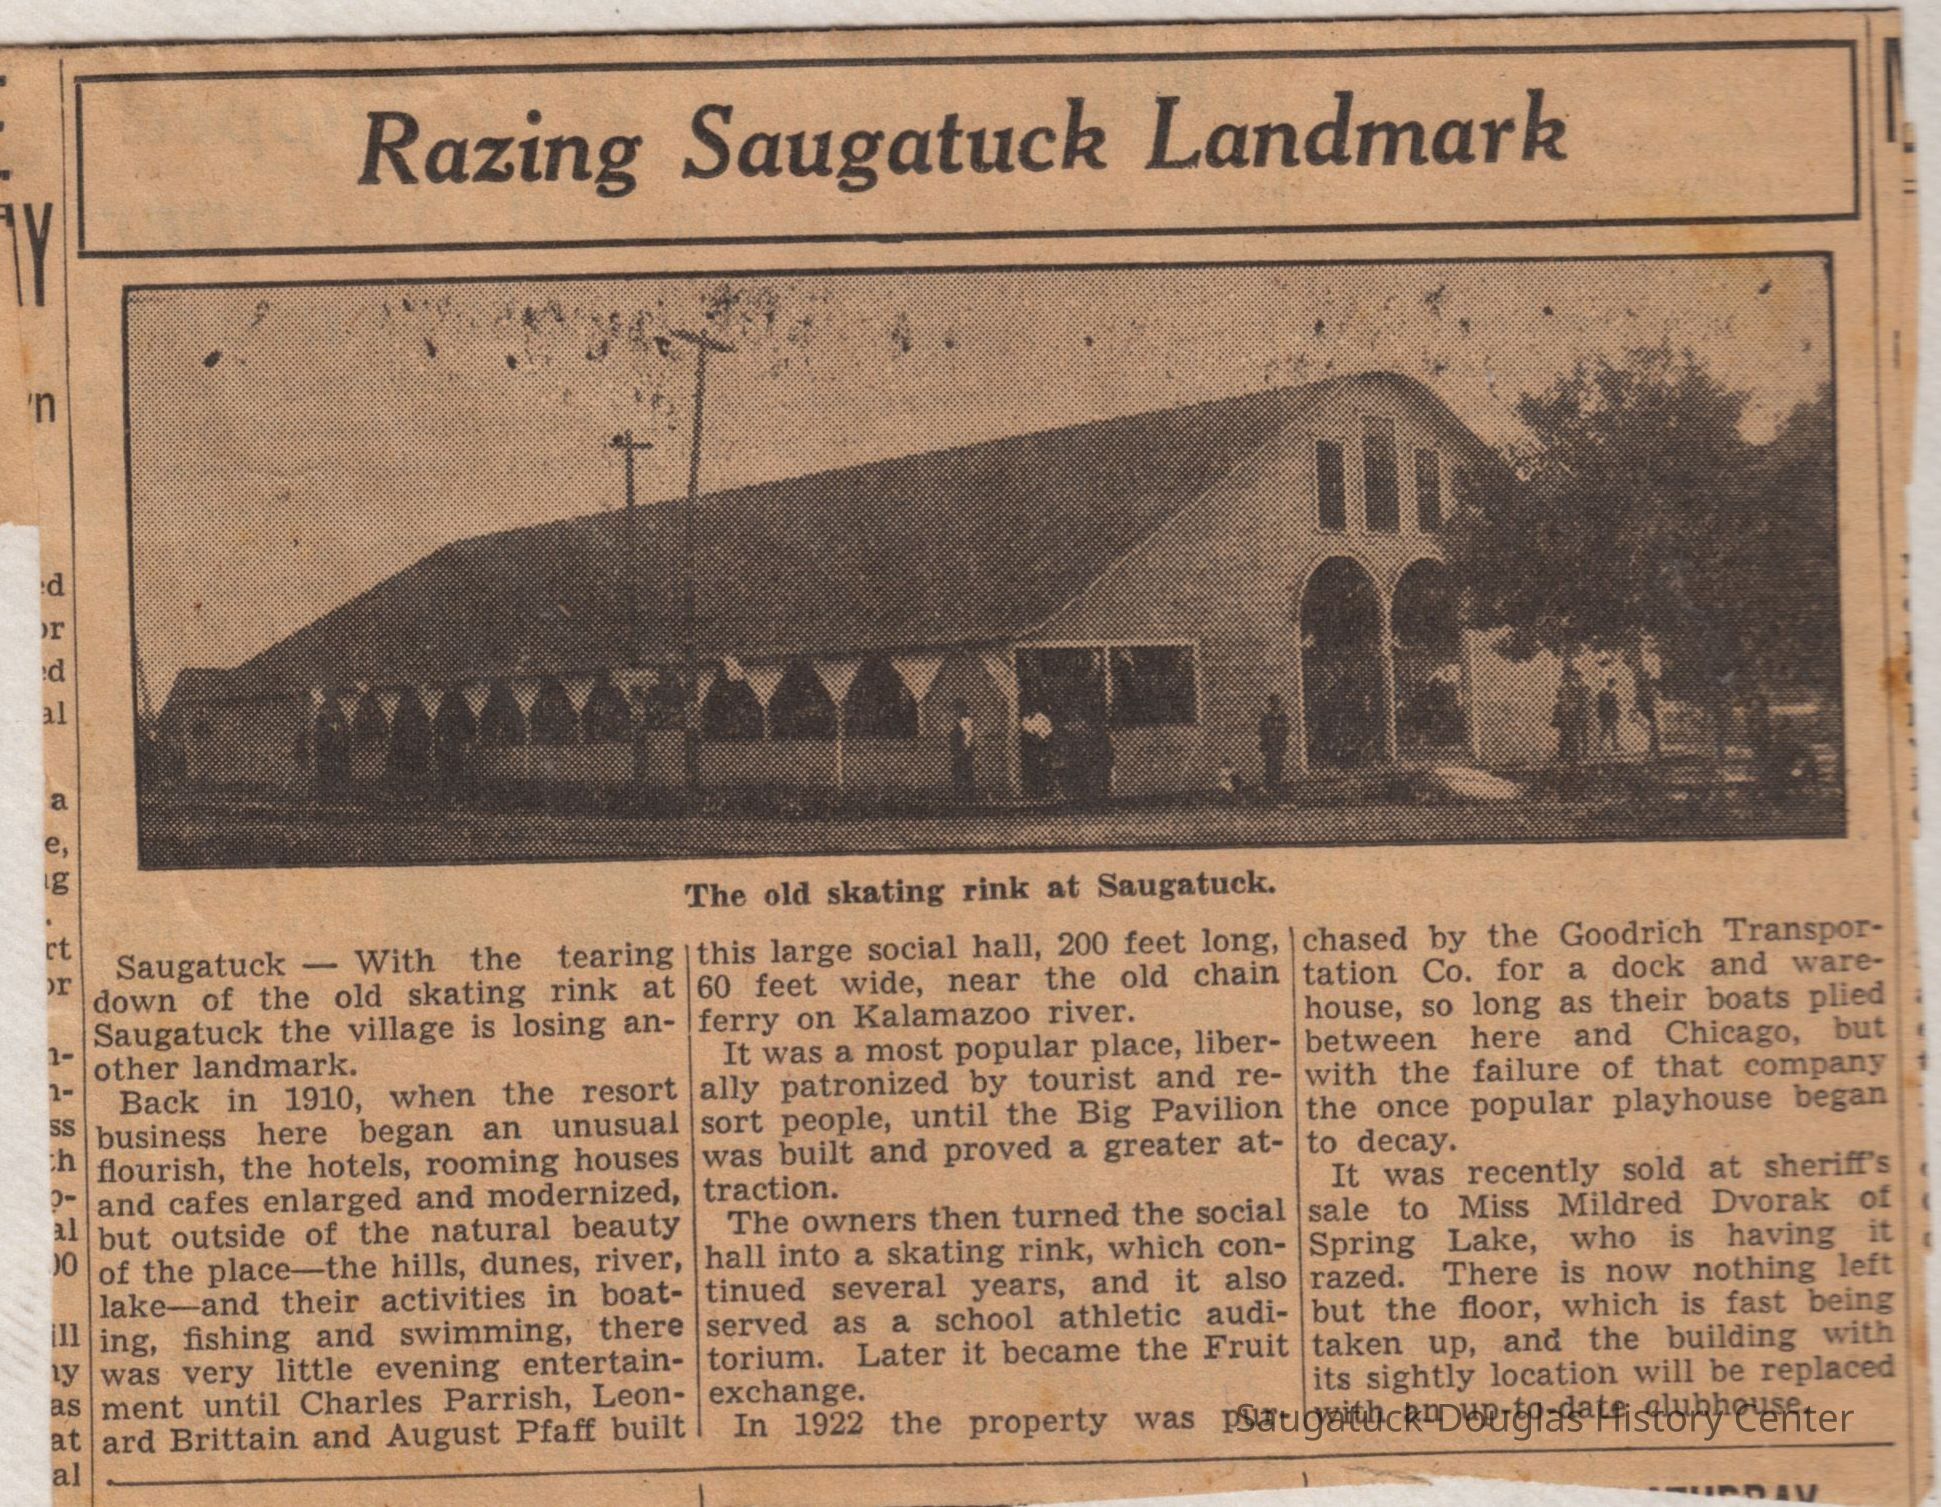 Razing Saugatuck Landmark
The old skating rink at Saugatuck.
Saugatuck — With the tearing
down of the old skating rink at
Saugatuck the village is losing an-
other landmark.
Back in 1910, when the resort
business here began an unusual
flourish, the hotels, rooming houses
and cafes enlarged and modernized,
but outside of the natural beauty
of the place—the hills, dunes, river,
lake—and their activities in boat-
ing, fishing and swimming, there
was very little evening entertain-
ment until Charles Parrish, Leon-
ard Brittain and August Pfaff built
this large social hall, 200 feet long,
60 feet wide, near the old chain
ferry on Kalamazoo river.
It was a most popular place, liber-
ally patronized by tourist and re-
sort people, until the Big Pavilion
was built and proved a greater at-
traction.
The owners then turned the social
hall into a skating rink, which con-
tinued several years, and it also
served as a school athletic audi-
torium. Later it became the Fruit
exchange.
In 1922 the property was pur-
chased by the Goodrich Transpor-
tation Co. for a dock and ware-
house, so long as their boats plied
between here and Chicago, but
with the failure of that company
the once popular playhouse began
to decay.
It was recently sold at sheriff's
sale to Miss Mildred Dvorak of
Spring Lake, who is having it
razed. There is now nothing left
but the floor, which is fast being
taken up, and the building with
its sightly location will be replaced
with an up-to-date clubhouse.
Saugatuck-Douglas History Center